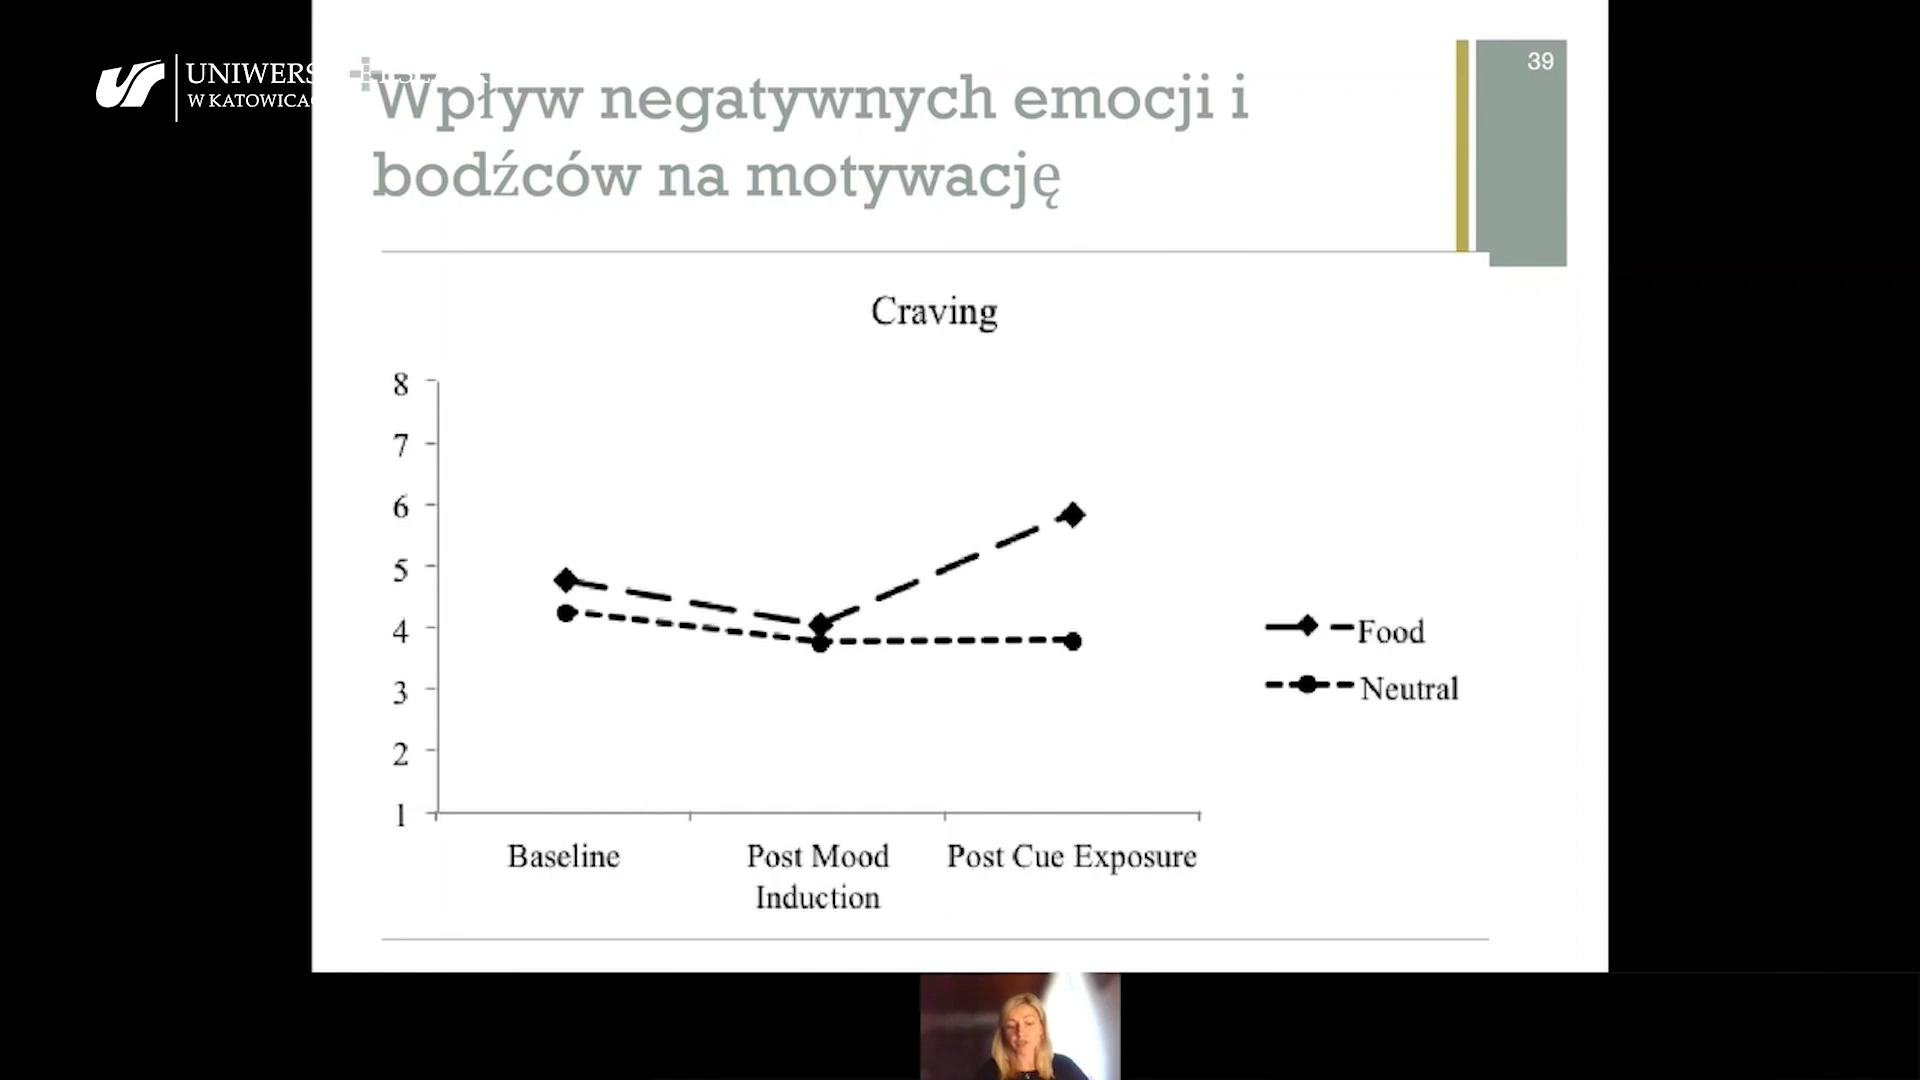 UNIWERS
W KATOWICA
39
Wpływ negatywnych emocji i
bodźców na motywację
Craving
8
7
6
5
4
3
2
1
Baseline
Post Mood
Induction
Post Cue Exposure
Food
Neutral